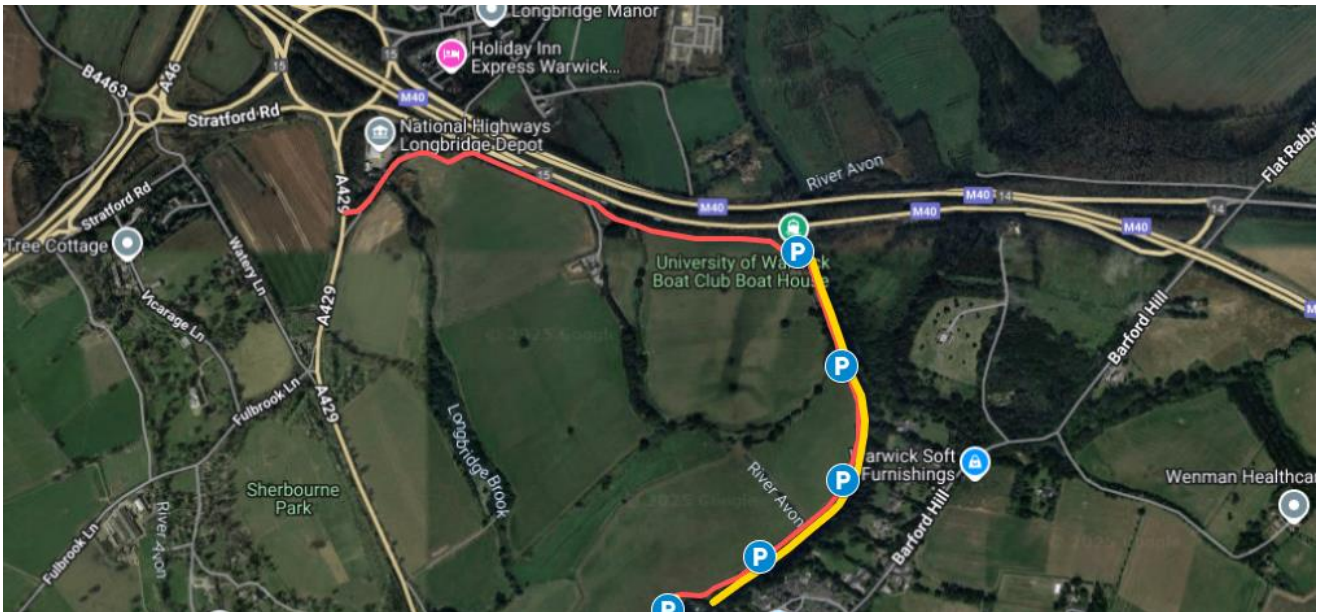 Longbridge Manor
Holiday Inn
Express Warwick...
B4463
A46
15
15
M40
Stratford Rd
National Highways
Longbridge Depot
15
River Avon
Flat Rabbi
M40
M40
14
M40
M40
14
A429
Stratford Rd
Tree Cottage
Watery Ln
P
University of Warwick
Boat Club Boat House
Vicarage Ln
A429
Barford Hill
M
P
Fulbrook Ln
A429
Longbridge Brook
Warwick Soft
Furnishings
P
River Avon
Wenman Healthcar
Sherbourne
Park
Barford Hill
Fulbrook Ln
River Avon
P
P